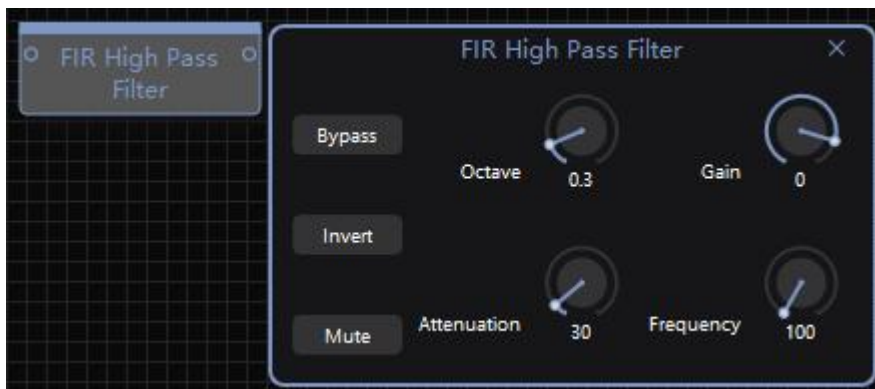 FIR High Pass
Filter
FIR High Pass Filter
Bypass
Octave
0.3
Gain
0
Invert
Mute
Attenuation
30
Frequency
100